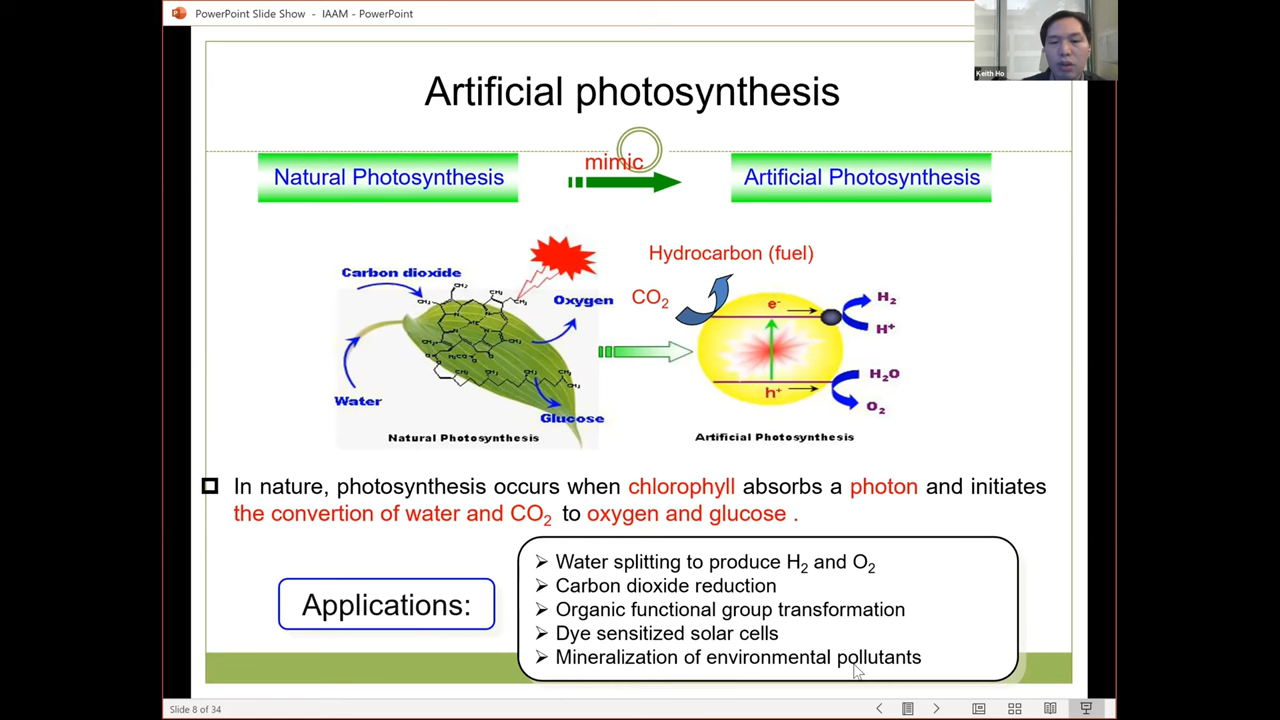 PowerPoint Slide Show - IAAM - PowerPoint
Keith Ho
Artificial photosynthesis
Natural Photosynthesis
mimic
Artificial Photosynthesis
Carbon dioxide
Oxygen
Water
Glucose
Natural Photosynthesis
Hydrocarbon (fuel)
CO2
e-
H2
H+
h+
H2O
O2
Artificial Photosynthesis
In nature, photosynthesis occurs when chlorophyll absorbs a photon and initiates
the convertion of water and CO2 to oxygen and glucose .
Applications:
Water splitting to produce H2 and O2
Carbon dioxide reduction
Organic functional group transformation
Dye sensitized solar cells
Mineralization of environmental pollutants
Slide 8 of 34